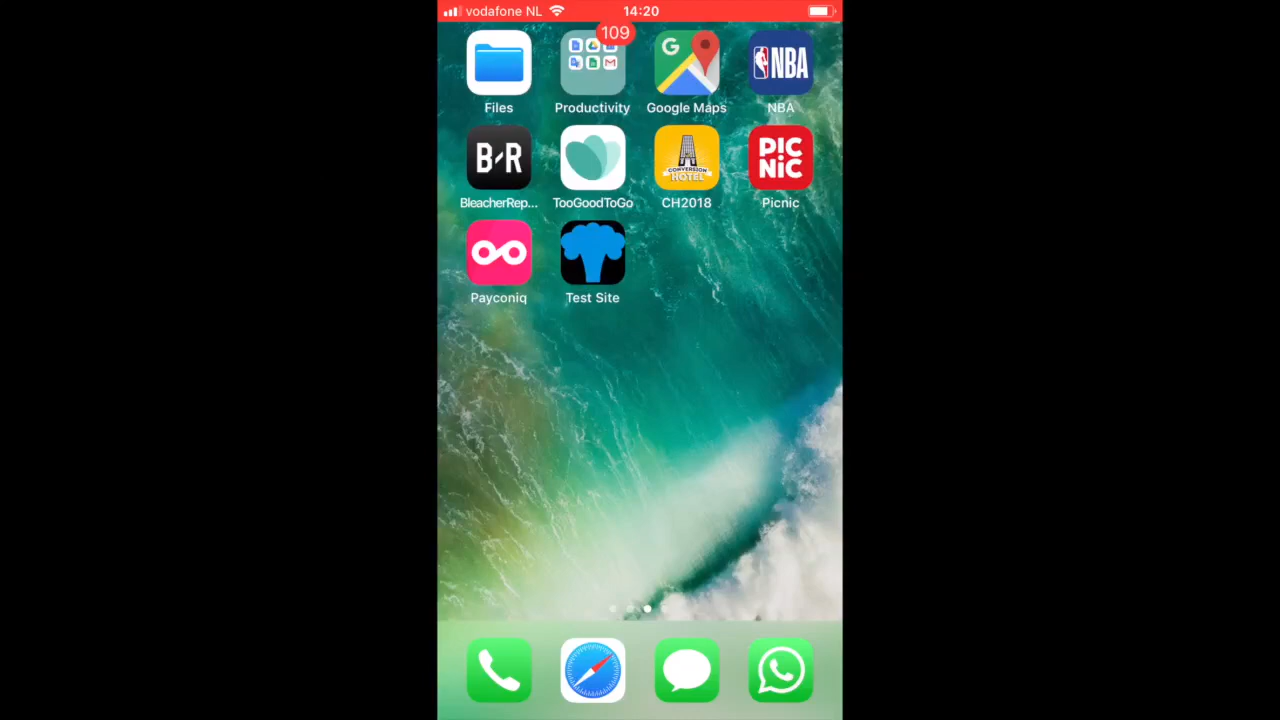 vodafone NL 14:20
109
G NBA
Files Productivity Google Maps NBA
B/R CONVERSION HOTEL PIC NiC
BleacherRep... TooGoodToGo CH2018 Picnic
Payconiq Test Site